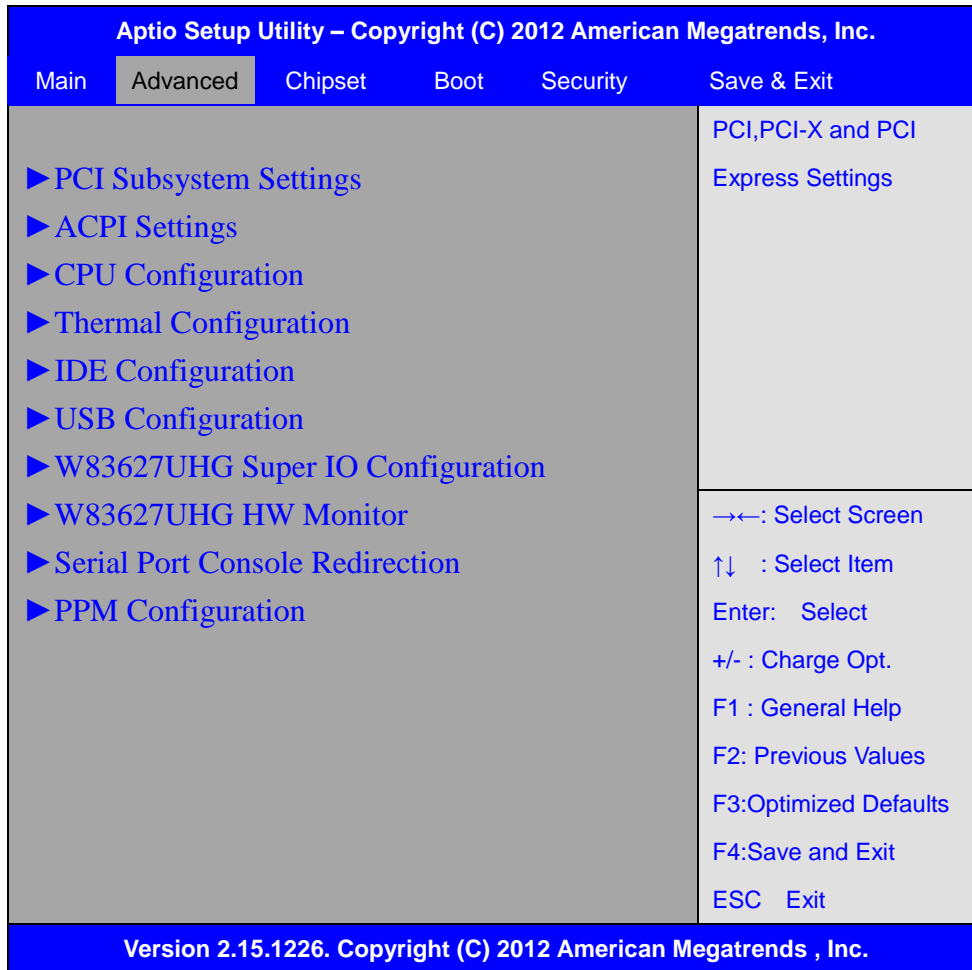 Aptio Setup Utility – Copyright (C) 2012 American Megatrends, Inc.
Main Advanced Chipset Boot Security Save & Exit
►PCI Subsystem Settings
►ACPI Settings
►CPU Configuration
►Thermal Configuration
►IDE Configuration
►USB Configuration
►W83627UHG Super IO Configuration
►W83627UHG HW Monitor
►Serial Port Console Redirection
►PPM Configuration
PCI,PCI-X and PCI
Express Settings
→←: Select Screen
↑↓ : Select Item
Enter: Select
+/- : Charge Opt.
F1 : General Help
F2: Previous Values
F3:Optimized Defaults
F4:Save and Exit
ESC Exit
Version 2.15.1226. Copyright (C) 2012 American Megatrends , Inc.